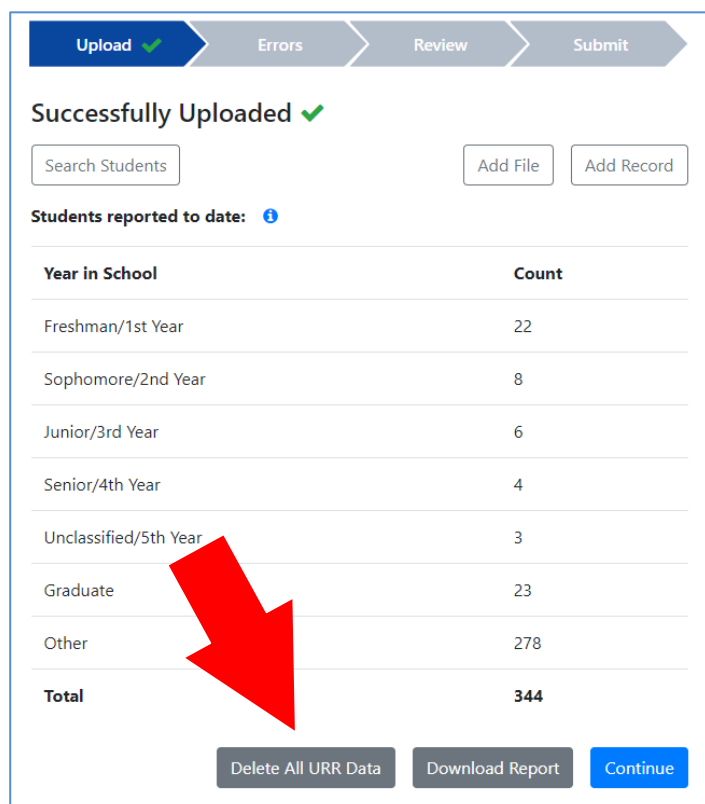 Upload Errors Review Submit
Successfully Uploaded
Search Students Add File Add Record
Students reported to date:
Year in School Count
Freshman/1st Year 22
Sophomore/2nd Year 8
Junior/3rd Year 6
Senior/4th Year 4
Unclassified/5th Year 3
Graduate 23
Other 278
Total 344
Delete All URR Data Download Report Continue